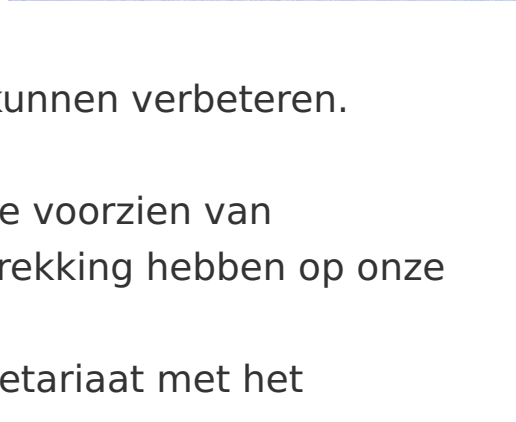 kunnen verbeteren.
e voorzien van
rekking hebben op onze
etariaat met het